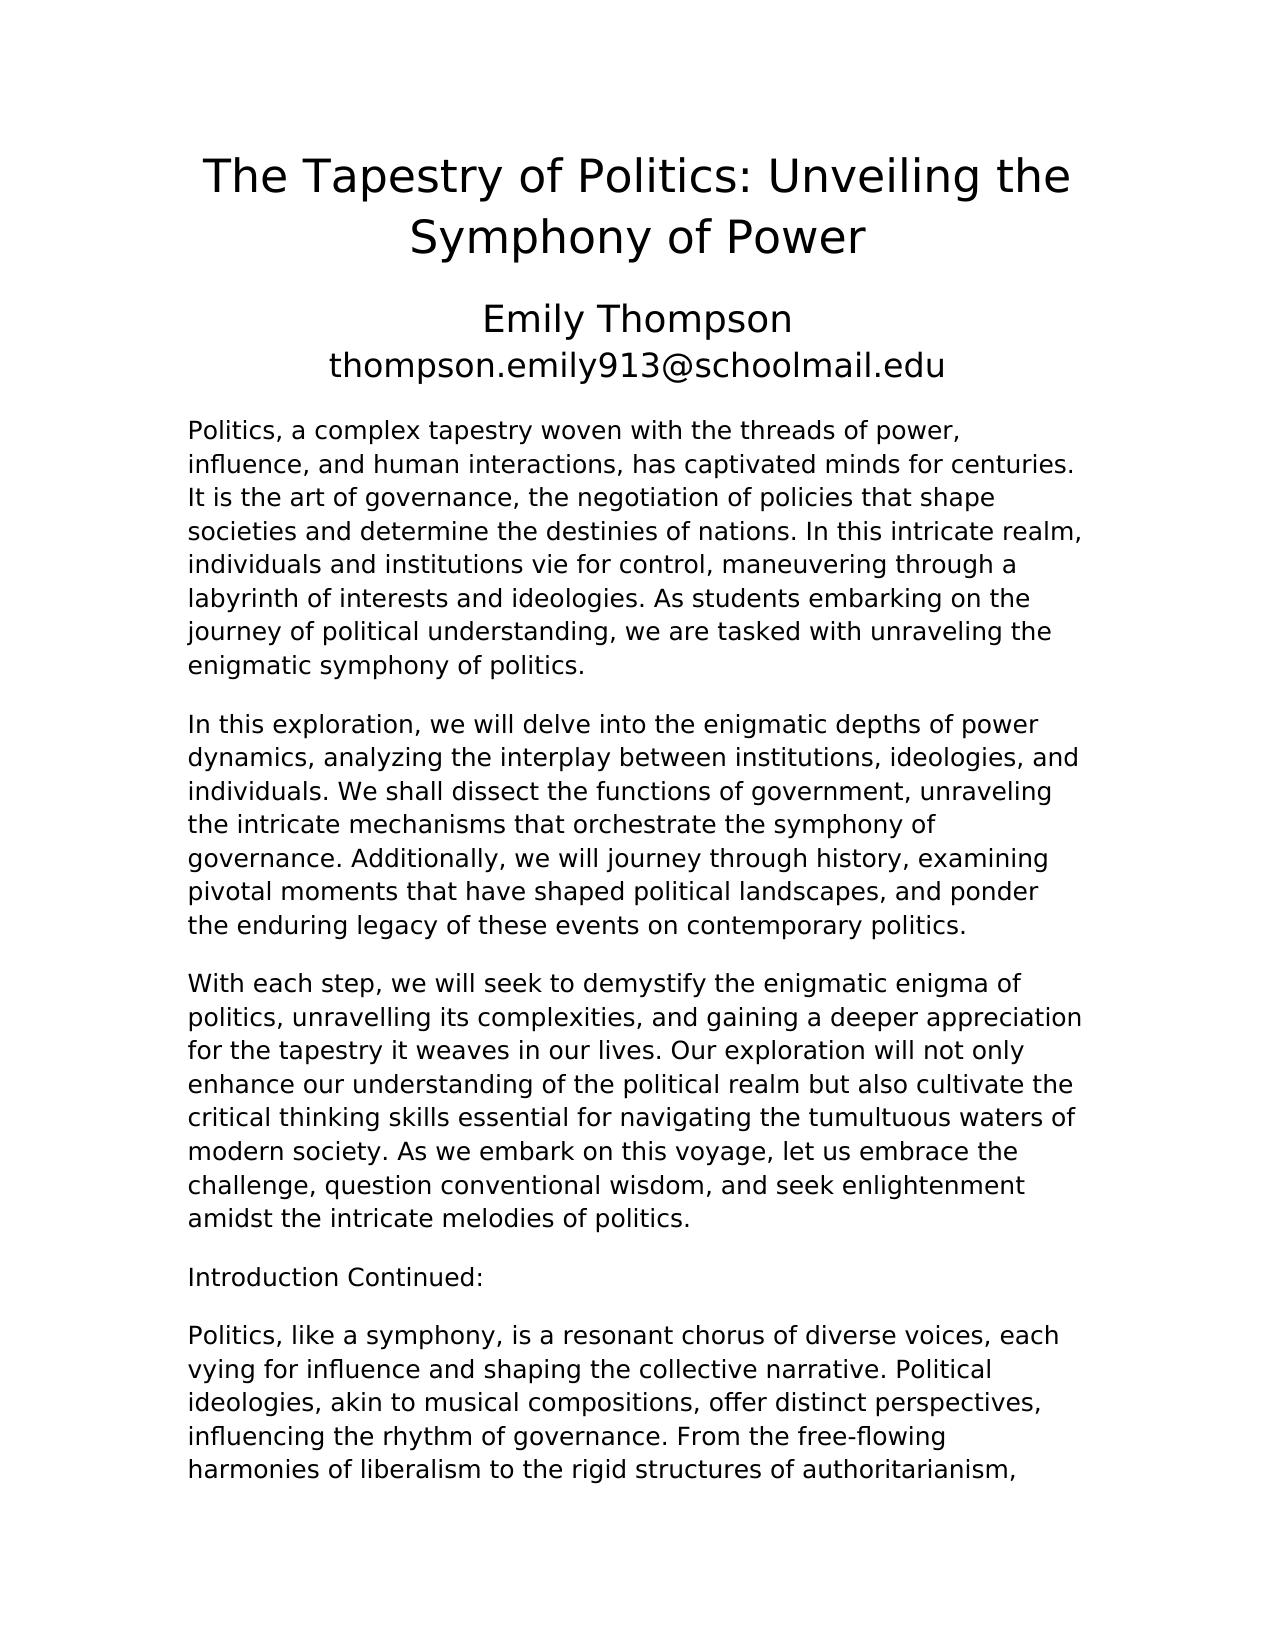 The Tapestry of Politics: Unveiling the
Symphony of Power
Emily Thompson
thompson.emily913@schoolmail.edu
Politics, a complex tapestry woven with the threads of power,
influence, and human interactions, has captivated minds for centuries.
It is the art of governance, the negotiation of policies that shape
societies and determine the destinies of nations. In this intricate realm,
individuals and institutions vie for control, maneuvering through a
labyrinth of interests and ideologies. As students embarking on the
journey of political understanding, we are tasked with unraveling the
enigmatic symphony of politics.
In this exploration, we will delve into the enigmatic depths of power
dynamics, analyzing the interplay between institutions, ideologies, and
individuals. We shall dissect the functions of government, unraveling
the intricate mechanisms that orchestrate the symphony of
governance. Additionally, we will journey through history, examining
pivotal moments that have shaped political landscapes, and ponder
the enduring legacy of these events on contemporary politics.
With each step, we will seek to demystify the enigmatic enigma of
politics, unravelling its complexities, and gaining a deeper appreciation
for the tapestry it weaves in our lives. Our exploration will not only
enhance our understanding of the political realm but also cultivate the
critical thinking skills essential for navigating the tumultuous waters of
modern society. As we embark on this voyage, let us embrace the
challenge, question conventional wisdom, and seek enlightenment
amidst the intricate melodies of politics.
Introduction Continued:
Politics, like a symphony, is a resonant chorus of diverse voices, each
vying for influence and shaping the collective narrative. Political
ideologies, akin to musical compositions, offer distinct perspectives,
influencing the rhythm of governance. From the free-flowing
harmonies of liberalism to the rigid structures of authoritarianism,